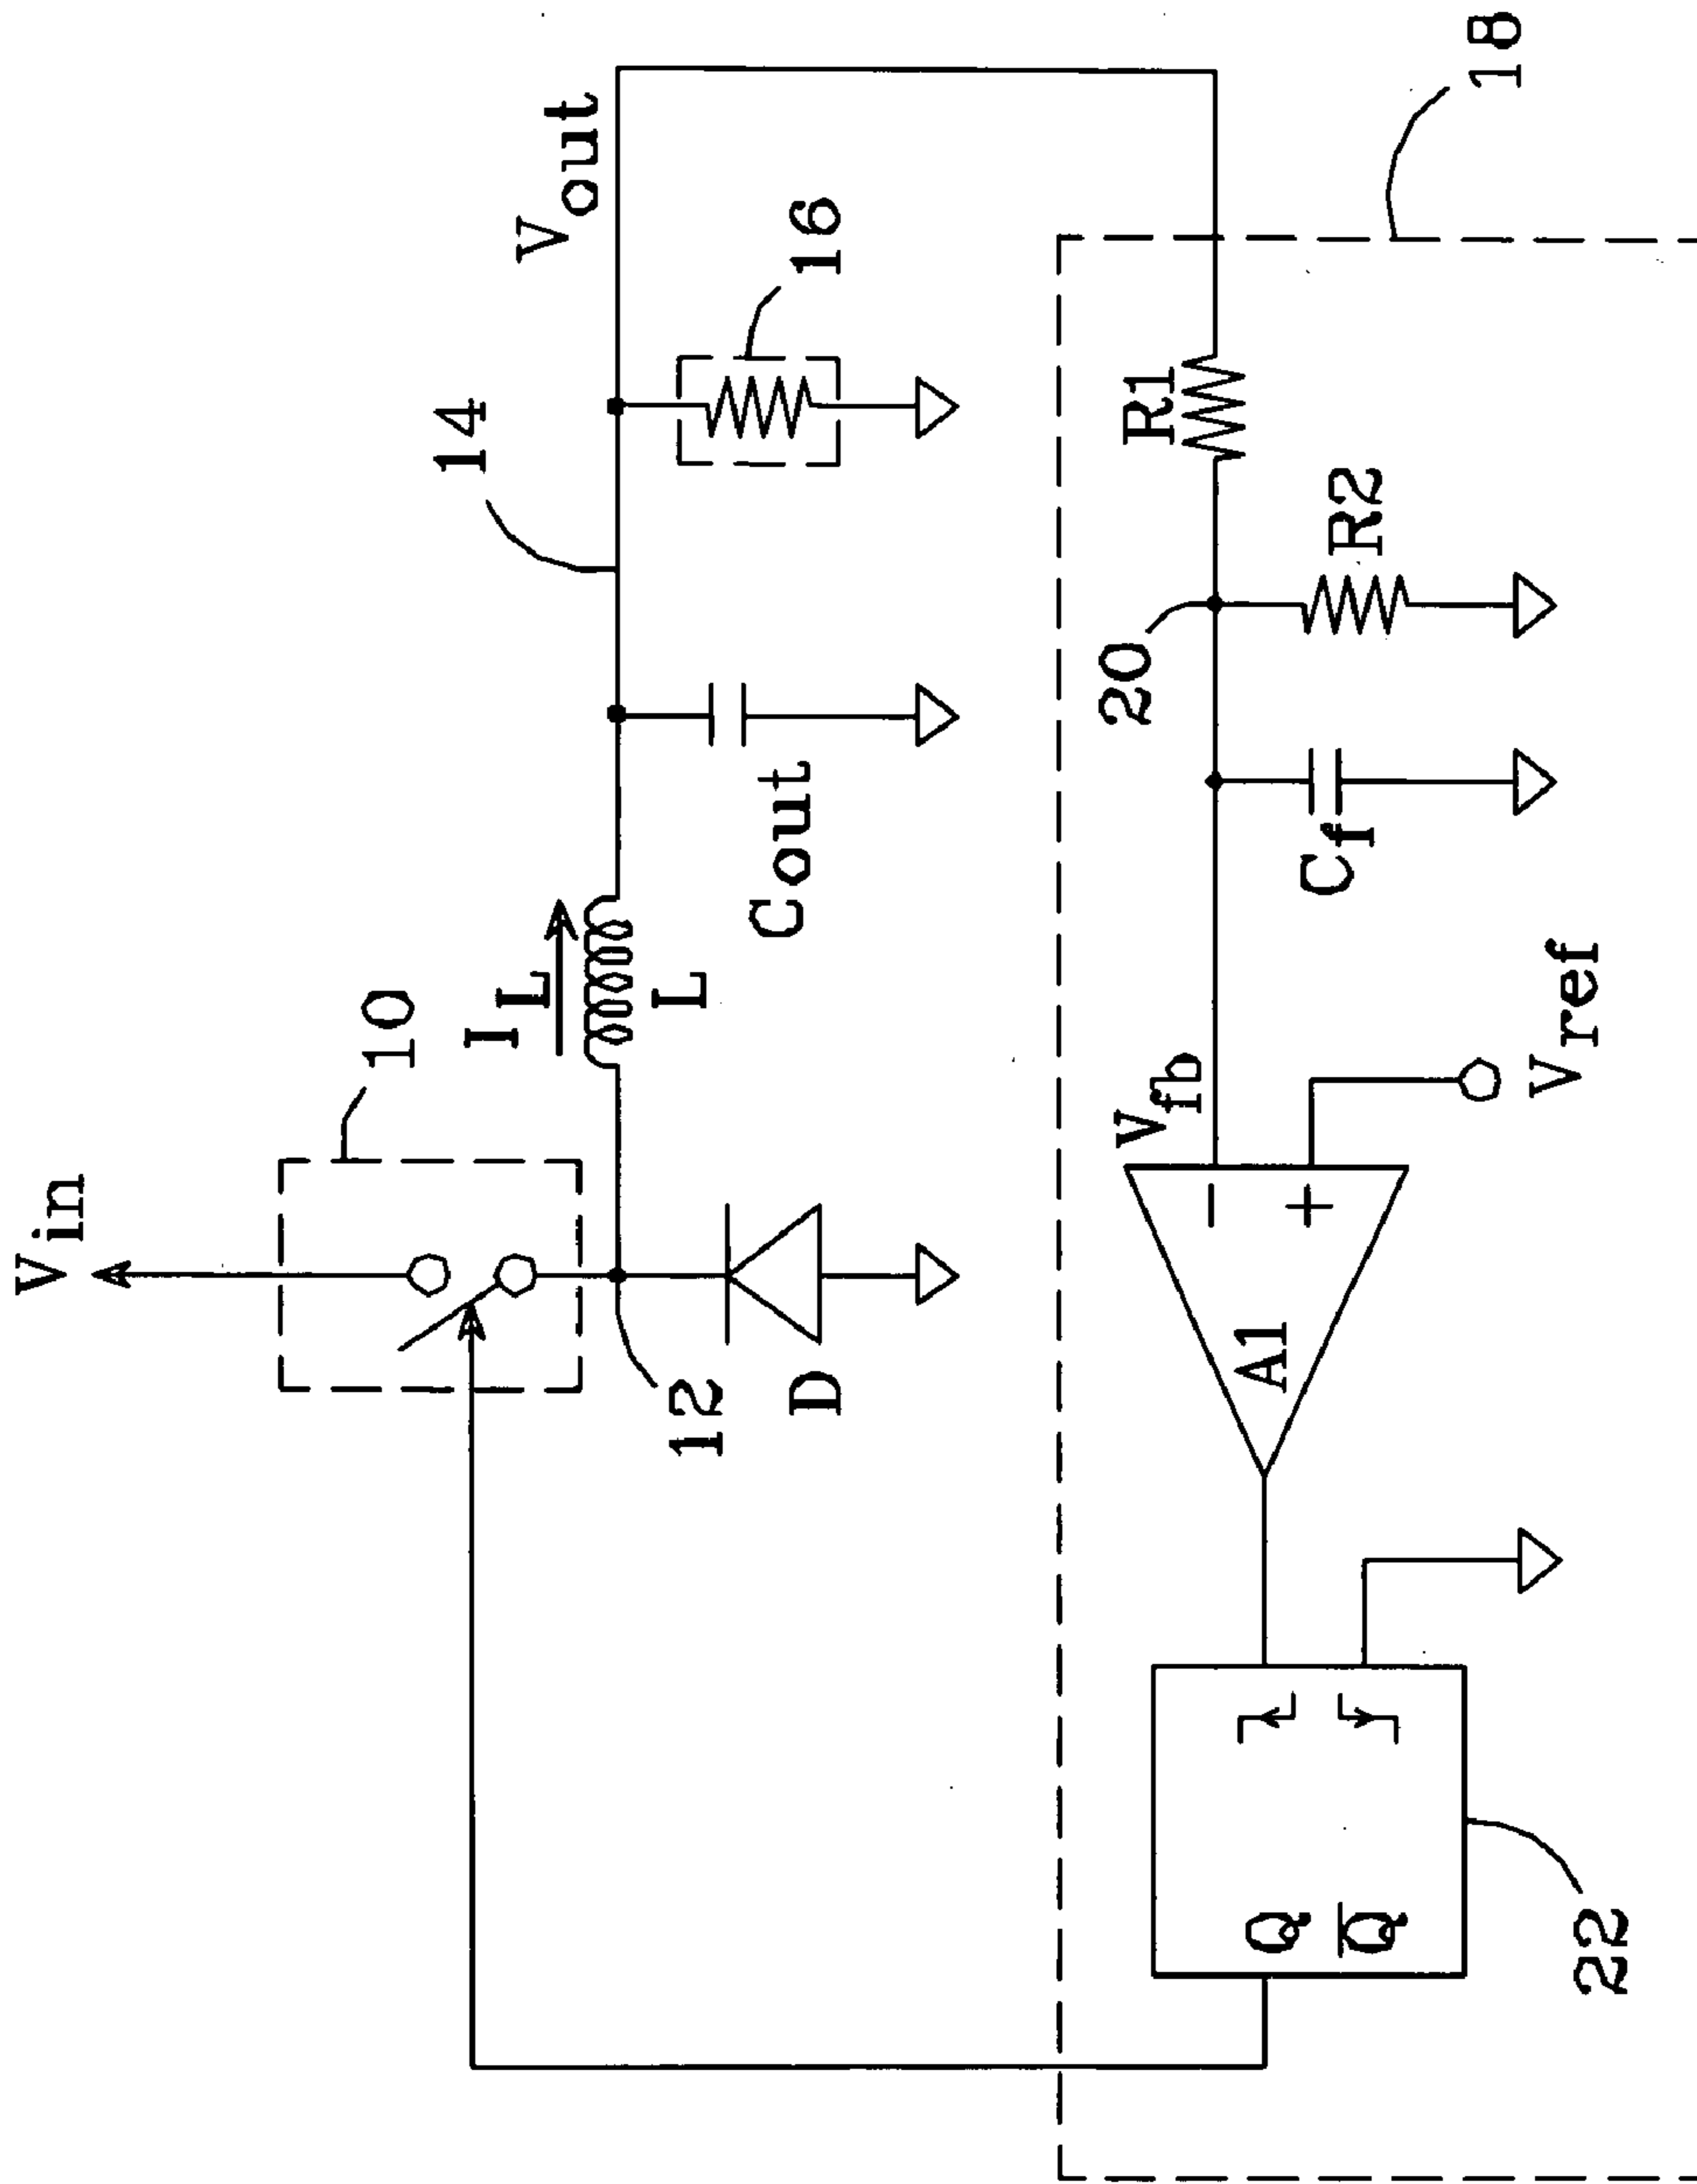 Vin
10
12
D
IL
L
Cout
14
Vout
16
18
R1
R2
20
Cf
Vfb
Vref
-
+
A1
Q
Q̅
22